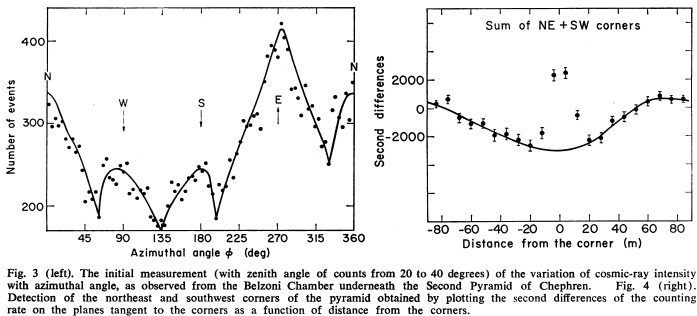 400
300
200
Number of events
N
W
S
E
N
45 90 135 180 225 270 315 360
Azimuthal angle ϕ (deg)
Sum of NE + SW corners
2000
0
-2000
Second differences
-80 -60 -40 -20 0 20 40 60 80
Distance from the corner (m)
Fig. 3 (left). The initial measurement (with zenith angle of counts from 20 to 40 degrees) of the variation of cosmic-ray intensity
with azimuthal angle, as observed from the Belzoni Chamber underneath the Second Pyramid of Chephren. Fig. 4 (right).
Detection of the northeast and southwest corners of the pyramid obtained by plotting the second differences of the counting
rate on the planes tangent to the corners as a function of distance from the corners.